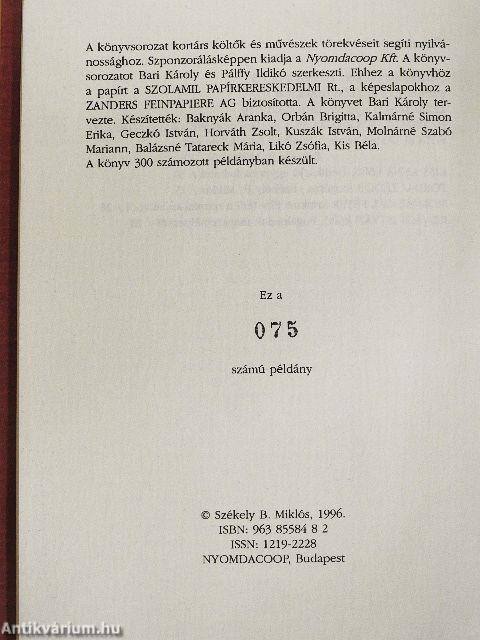 A könyvsorozat kortárs költők és művészek törekvéseit segíti nyilvá-
nossághoz. Szponzorálásképpen kiadja a Nyomdacoop Kft. A könyv-
sorozatot Bari Károly és Pálffy Ildikó szerkeszti. Ehhez a könyvhöz
a papírt a SZOLAMIL PAPÍRKERESKEDELMI Rt., a képeslapokhoz a
ZANDERS FEINPAPIERE AG biztosította. A könyvet Bari Károly ter-
vezte. Készítették: Baknyák Aranka, Orbán Brigitta, Kalmárné Simon
Erika, Geczkó István, Horváth Zsolt, Kuszák István, Molnárné Szabó
Mariann, Balázsné Tatareck Mária, Likó Zsófia, Kis Béla.
A könyv 300 számozott példányban készült.
Ez a
075
számú példány
© Székely B. Miklós, 1996.
ISBN: 963 85584 8 2
ISSN: 1219-2228
NYOMDACOOP, Budapest
Antikvárium.hu